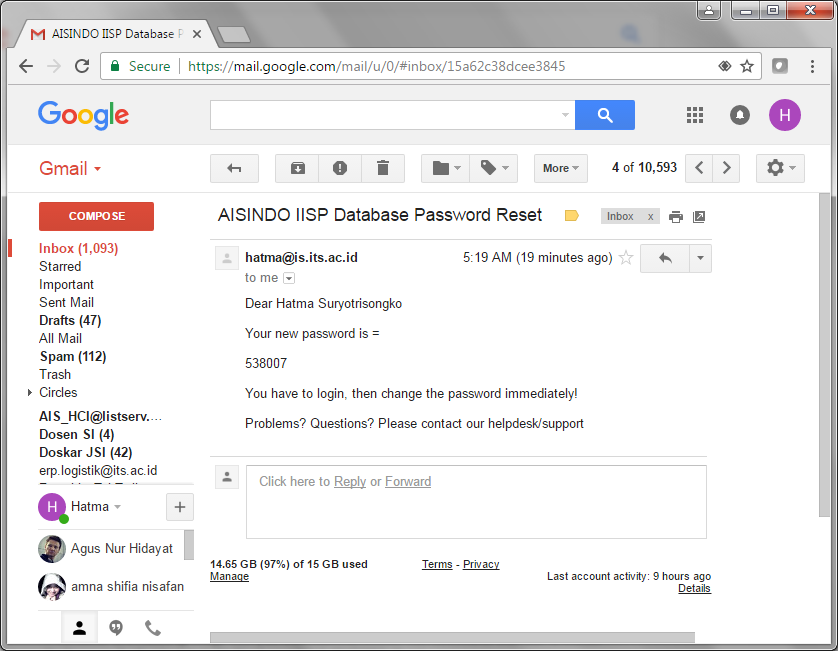 AISINDO IISP Database P
Secure
https://mail.google.com/mail/u/0/#inbox/15a62c38dcee3845
Google
H
Gmail
More
4 of 10,593
COMPOSE
Inbox (1,093)
Starred
Important
Sent Mail
Drafts (47)
All Mail
Spam (112)
Trash
Circles
AIS_HCI@listserv....
Dosen SI (4)
Doskar JSI (42)
erp.logistik@its.ac.id
H
Hatma
Agus Nur Hidayat
amna shifia nisafan
AISINDO IISP Database Password Reset
Inbox x
hatma@is.its.ac.id
5:19 AM (19 minutes ago)
to me
Dear Hatma Suryotrisongko
Your new password is =
538007
You have to login, then change the password immediately!
Problems? Questions? Please contact our helpdesk/support
Click here to Reply or Forward
14.65 GB (97%) of 15 GB used
Manage
Terms - Privacy
Last account activity: 9 hours ago
Details